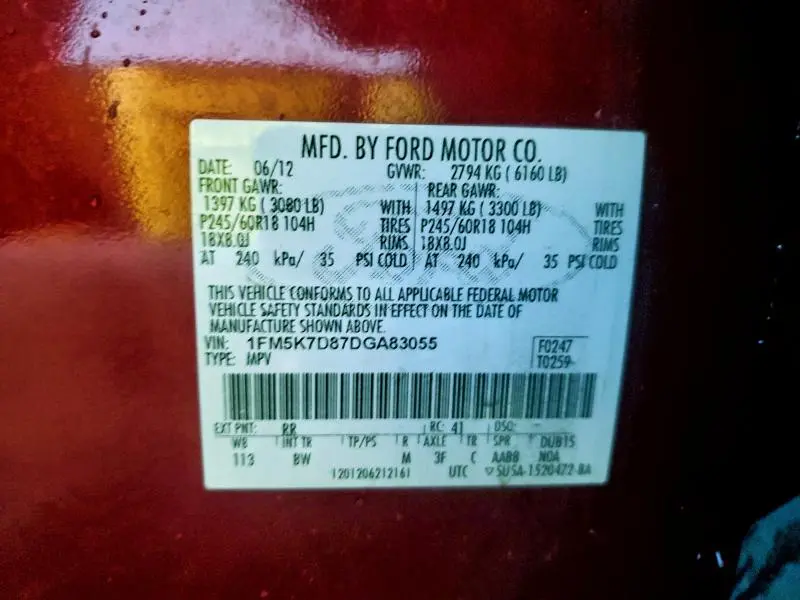 MFD. BY FORD MOTOR CO.
DATE: 06/12 GVWR: 2794 KG ( 6160 LB)
FRONT GAWR: REAR GAWR:
1397 KG ( 3080 LB) WITH 1497 KG ( 3300 LB) WITH
P245/60R18 104H TIRES P245/60R18 104H TIRES
18X8.0J RIMS 18X8.0J RIMS
AT 240 kPa/ 35 PSI COLD AT 240 kPa/ 35 PSI COLD
THIS VEHICLE CONFORMS TO ALL APPLICABLE FEDERAL MOTOR
VEHICLE SAFETY STANDARDS IN EFFECT ON THE DATE OF
MANUFACTURE SHOWN ABOVE.
VIN: 1FM5K7D87DGA83055 F0247
TYPE: MPV T0259
EXT PNT: RR RC: 41 DSO:
WB INT TR TP/PS R AXLE TR SPR DUB15
113 BW M 3F C AABB NOA
1201206212161 UTC ▽SU5A-1520472-BA